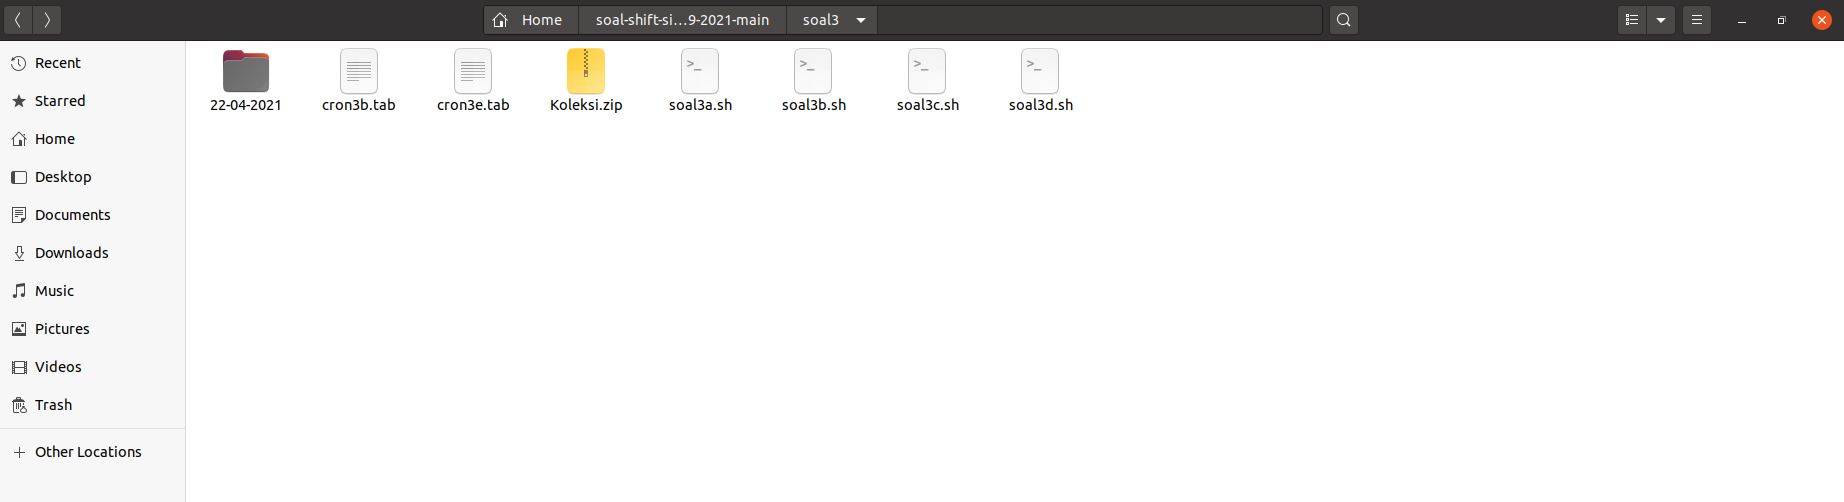 Home soal-shift-si...9-2021-main soal3
Recent
Starred
Home
Desktop
Documents
Downloads
Music
Pictures
Videos
Trash
Other Locations
22-04-2021 cron3b.tab cron3e.tab Koleksi.zip soal3a.sh soal3b.sh soal3c.sh soal3d.sh